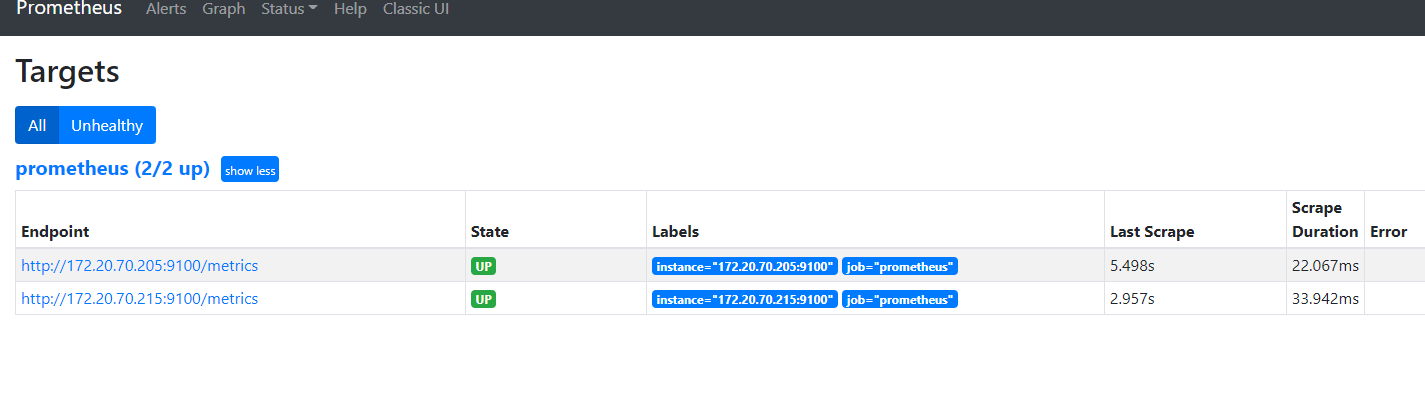 Prometheus Alerts Graph Status Help Classic UI
Targets
All Unhealthy
prometheus (2/2 up) show less
Endpoint State Labels Last Scrape Scrape Duration Error
http://172.20.70.205:9100/metrics UP instance="172.20.70.205:9100" job="prometheus" 5.498s 22.067ms
http://172.20.70.215:9100/metrics UP instance="172.20.70.215:9100" job="prometheus" 2.957s 33.942ms